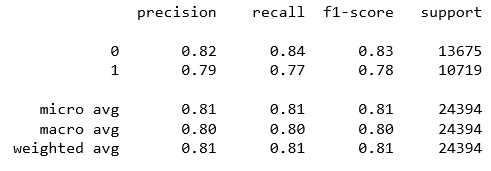 precision recall f1-score support
0 0.82 0.84 0.83 13675
1 0.79 0.77 0.78 10719
micro avg 0.81 0.81 0.81 24394
macro avg 0.80 0.80 0.80 24394
weighted avg 0.81 0.81 0.81 24394